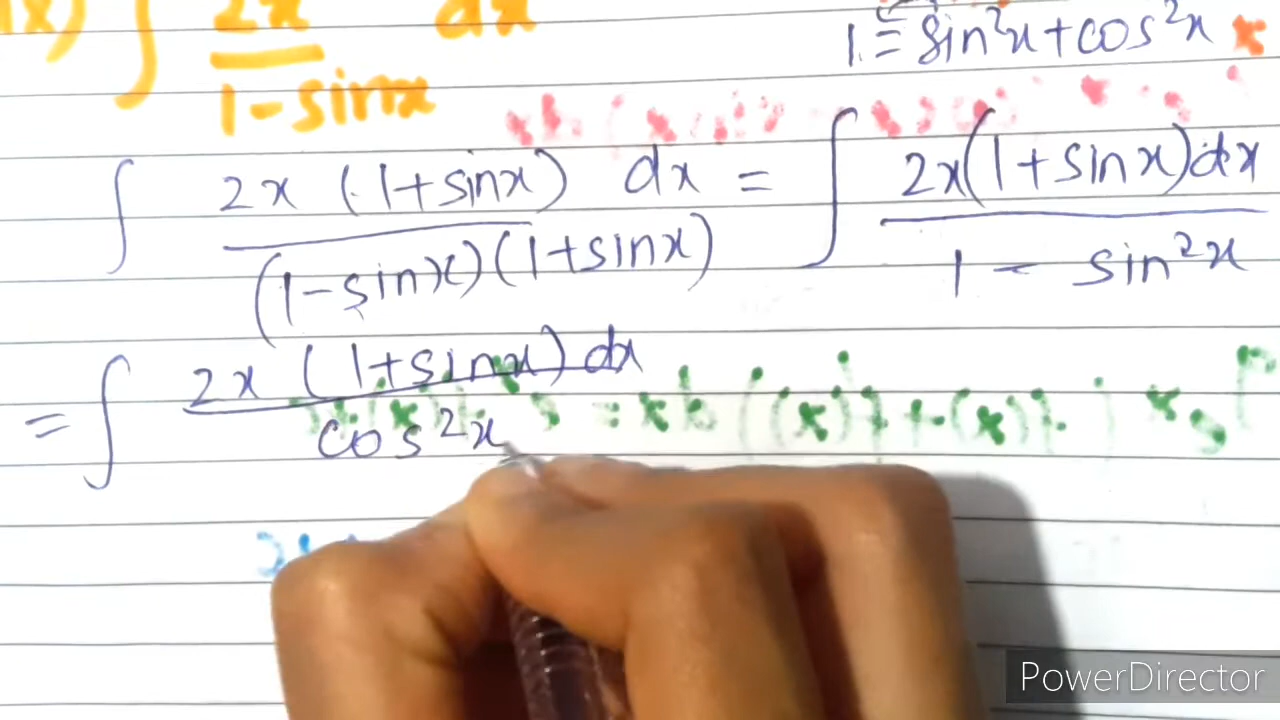 ∫ 2x / 1-sinx dx
1 = sin²x + cos²x
∫ 2x (1+sinx) / (1-sinx)(1+sinx) dx = ∫ 2x(1+sinx)dx / 1 - sin²x
= ∫ 2x (1+sinx) dx / cos²x
PowerDirector